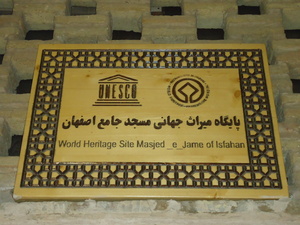 UNESCO
پایگاه میراث جهانی مسجد جامع اصفهان
World Heritage Site Masjed _e_Jame of Isfahan